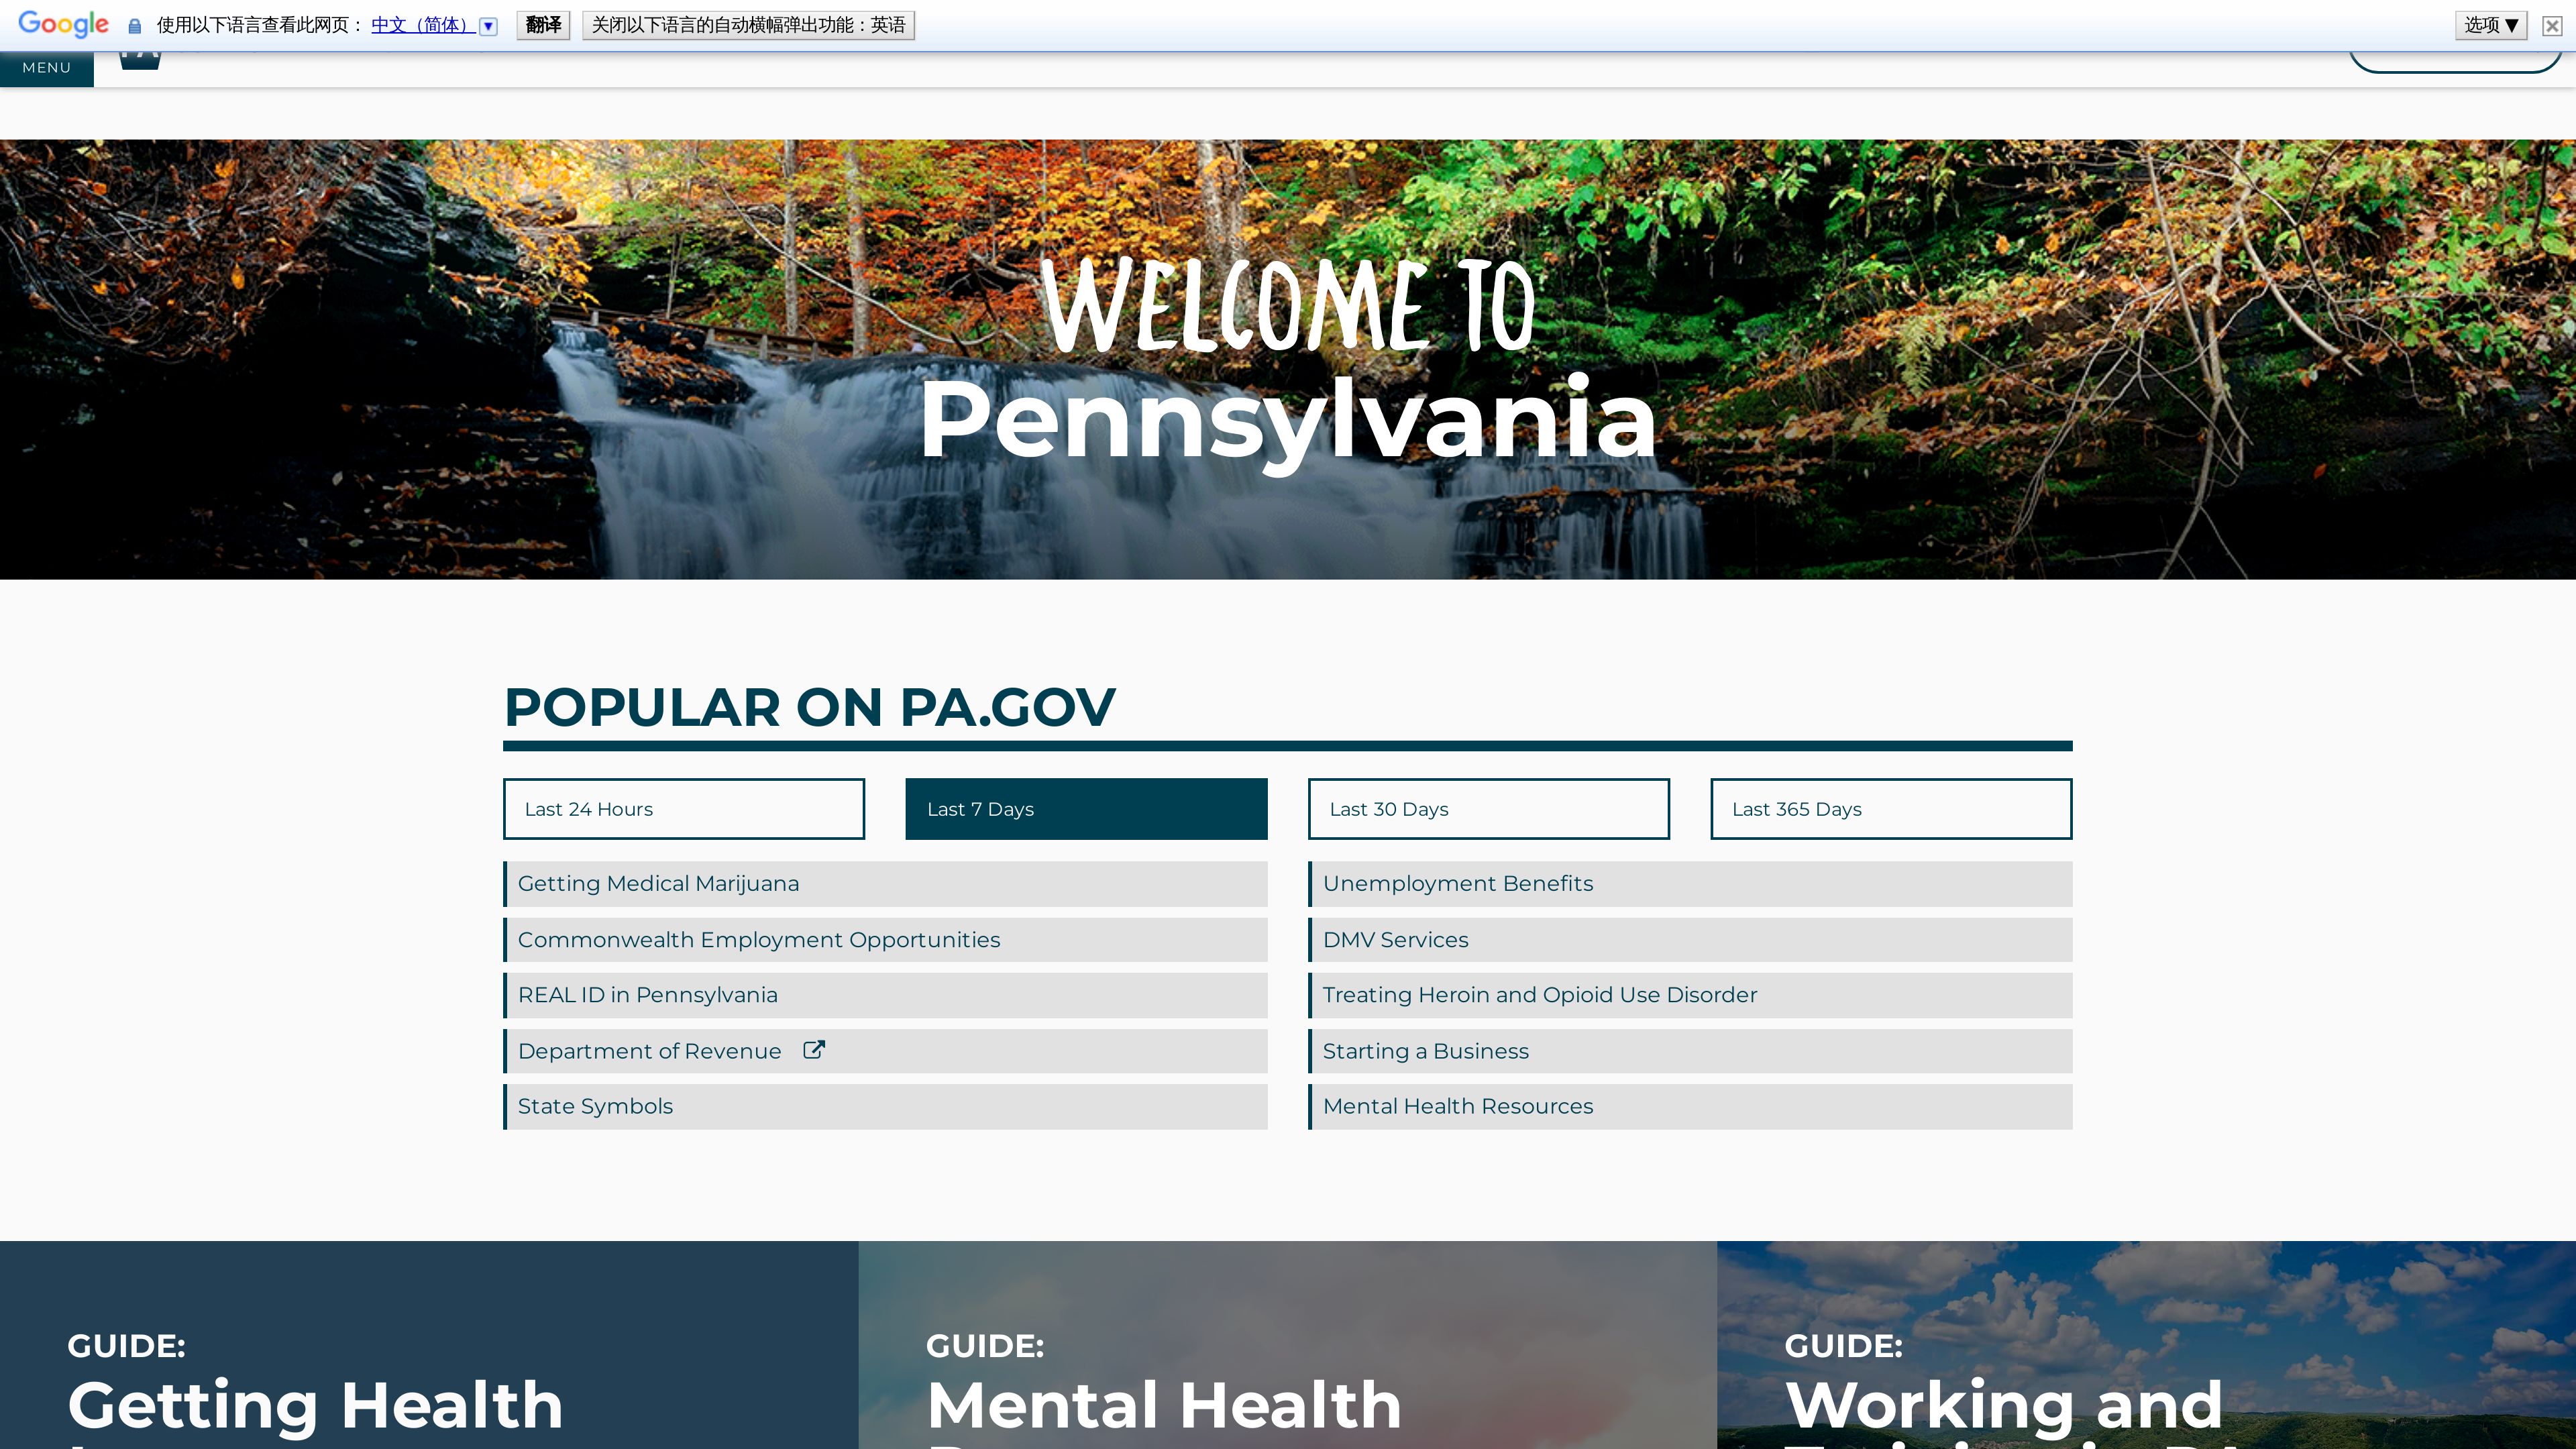 Google 使用以下语言查看此网页： 中文（简体） ▼ 翻译 关闭以下语言的自动横幅弹出功能：英语 选项 ▼
MENU
WELCOME TO
Pennsylvania
POPULAR ON PA.GOV
Last 24 Hours
Last 7 Days
Last 30 Days
Last 365 Days
Getting Medical Marijuana
Unemployment Benefits
Commonwealth Employment Opportunities
DMV Services
REAL ID in Pennsylvania
Treating Heroin and Opioid Use Disorder
Department of Revenue
Starting a Business
State Symbols
Mental Health Resources
GUIDE:
Getting Health
GUIDE:
Mental Health
GUIDE:
Working and